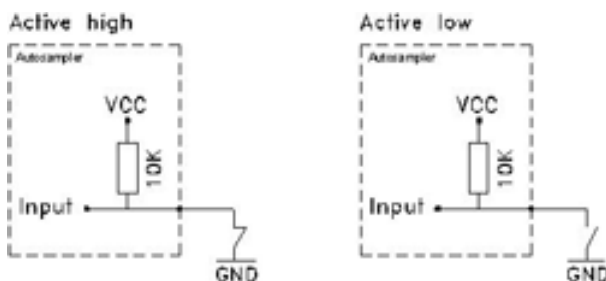 Active high
Autosampler
VCC
10K
Input
GND
Active low
Autosampler
VCC
10K
Input
GND